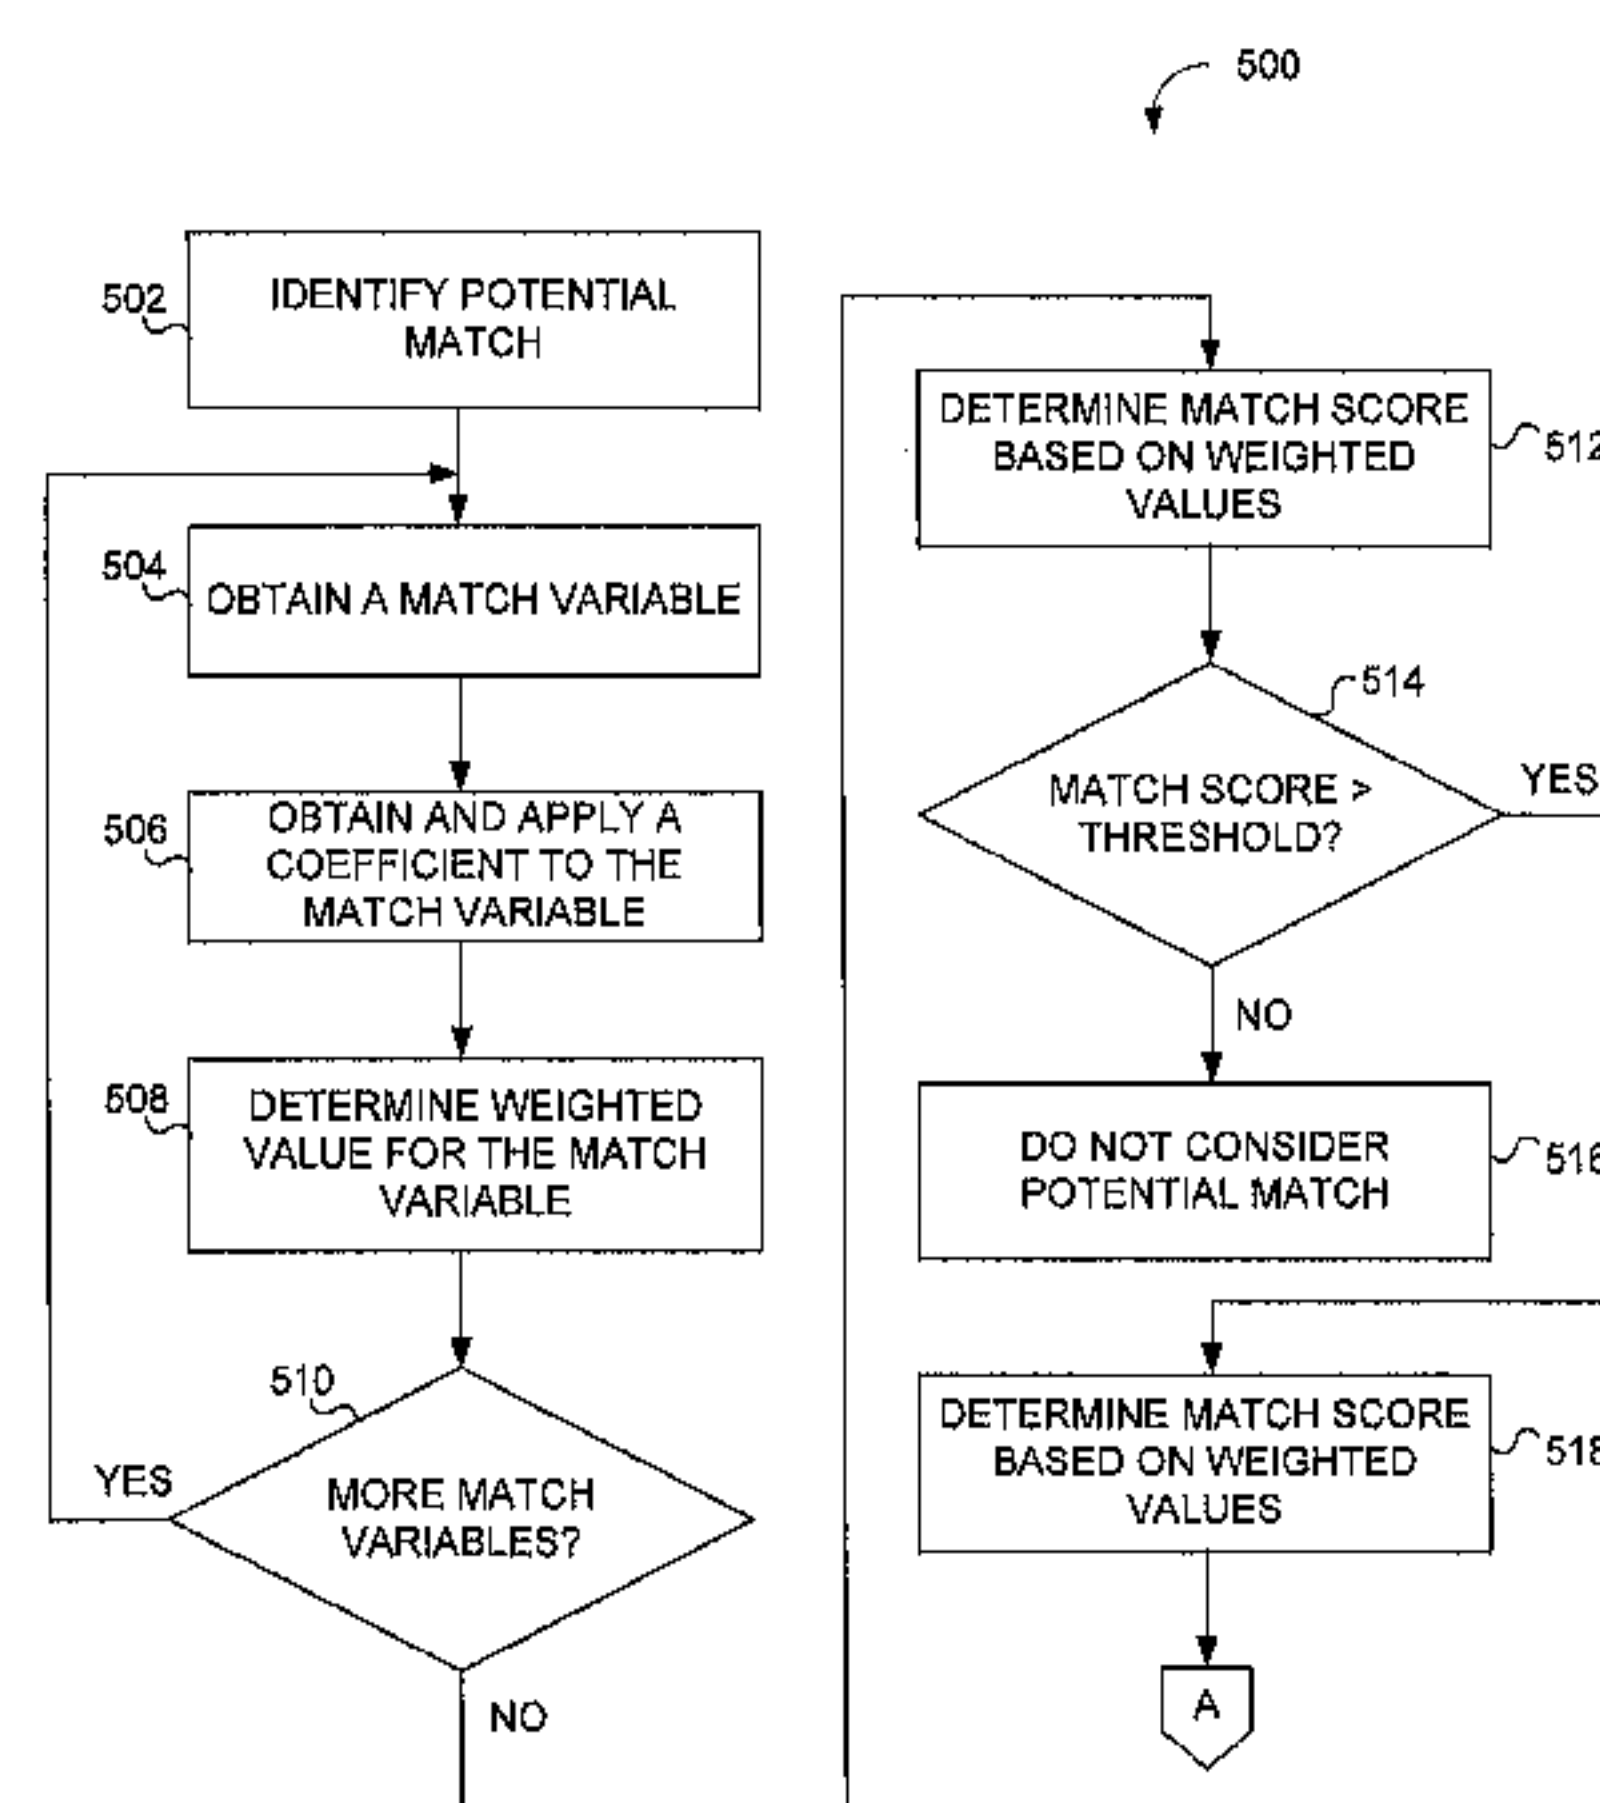 500
502
IDENTIFY POTENTIAL
MATCH
504
OBTAIN A MATCH VARIABLE
506
OBTAIN AND APPLY A
COEFFICIENT TO THE
MATCH VARIABLE
508
DETERMINE WEIGHTED
VALUE FOR THE MATCH
VARIABLE
510
YES
MORE MATCH
VARIABLES?
NO
DETERMINE MATCH SCORE
BASED ON WEIGHTED
VALUES
512
514
MATCH SCORE >
THRESHOLD?
YES
NO
DO NOT CONSIDER
POTENTIAL MATCH
516
DETERMINE MATCH SCORE
BASED ON WEIGHTED
VALUES
518
A